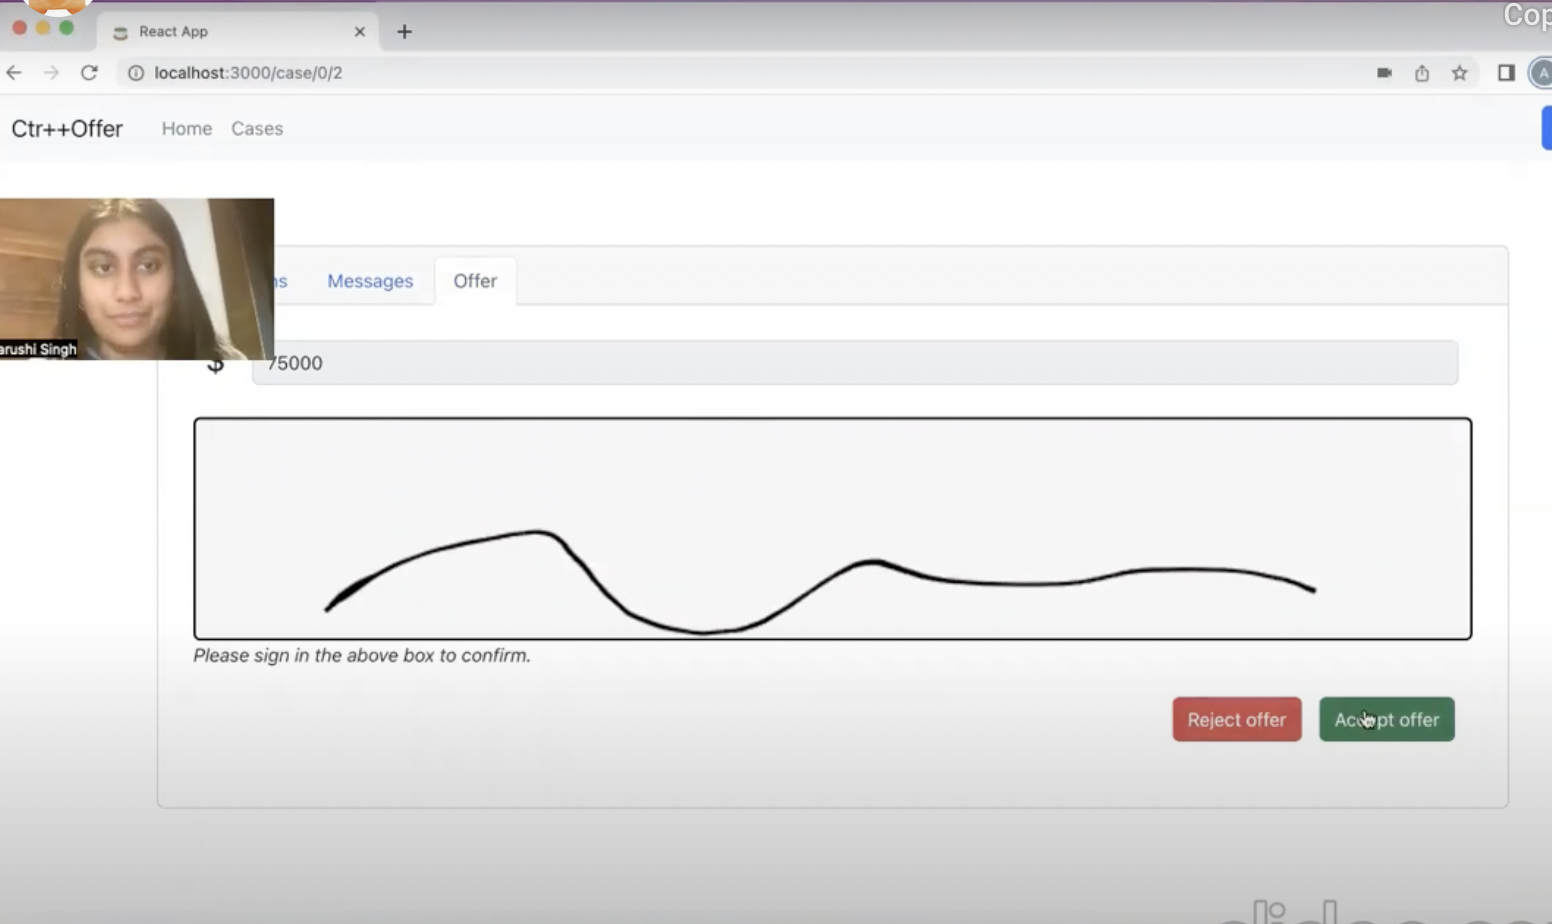 Cop
React App
localhost:3000/case/0/2
A
Ctr++Offer Home Cases
ns Messages Offer
arushi Singh
$ 75000
Please sign in the above box to confirm.
Reject offer Accept offer